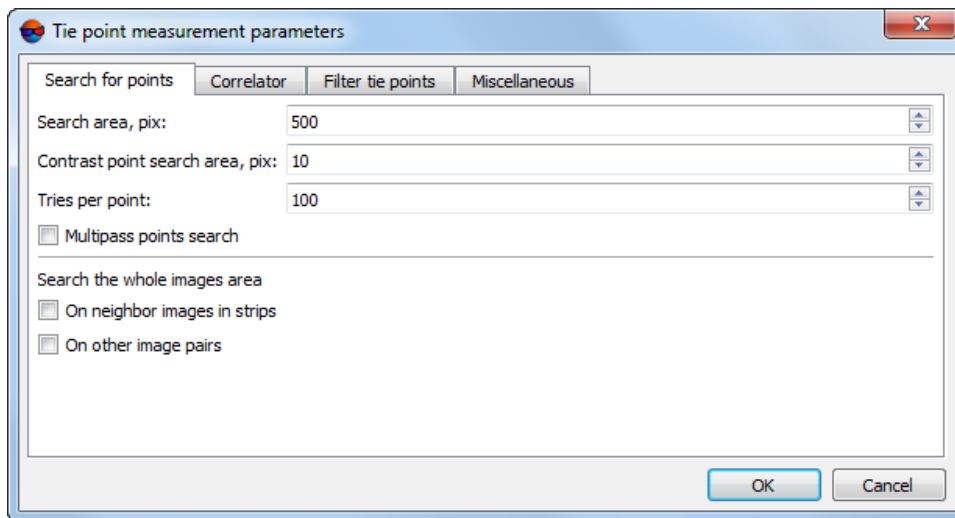 Tie point measurement parameters
Search for points Correlator Filter tie points Miscellaneous
Search area, pix: 500
Contrast point search area, pix: 10
Tries per point: 100
Multipass points search
Search the whole images area
On neighbor images in strips
On other image pairs
OK Cancel